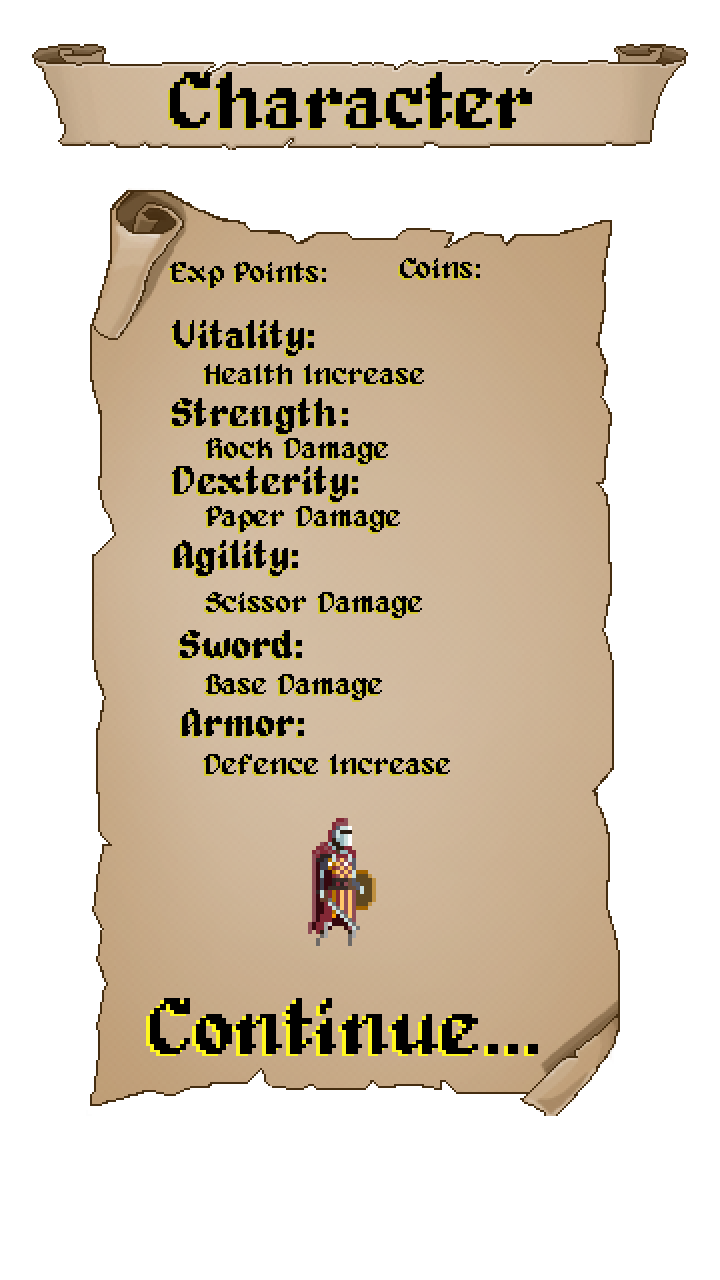 Character
Exp Points: Coins:
Vitality:
Health Increase
Strength:
Rock Damage
Dexterity:
Paper Damage
Agility:
Scissor Damage
Sword:
Base Damage
Armor:
Defence Increase
Continue...